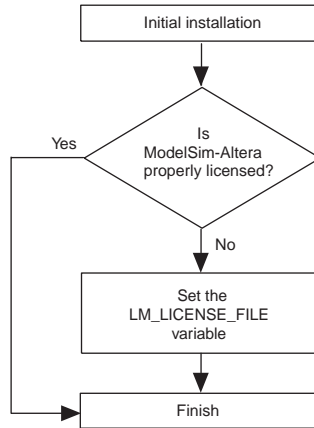 Initial installation
Is
ModelSim-Altera
properly licensed?
Yes
No
Set the
LM_LICENSE_FILE
variable
Finish